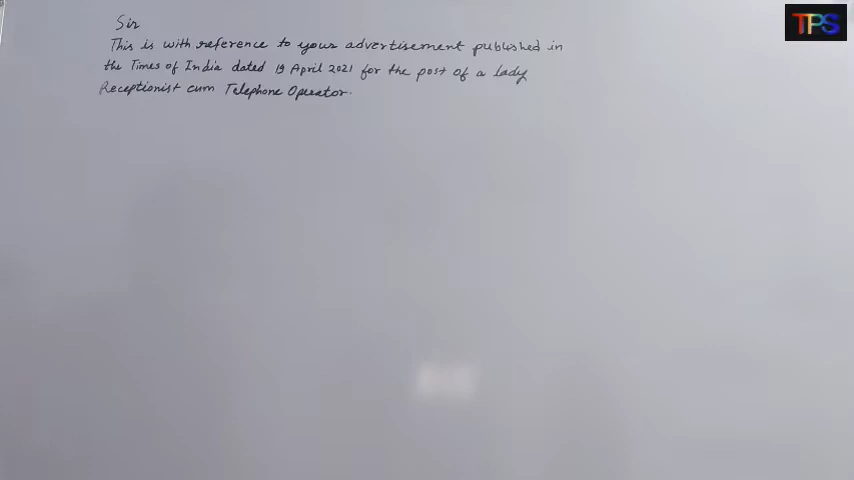 TPS
Sir
This is with reference to your advertisement published in
the Times of India dated 19 April 2021 for the post of a lady
Receptionist cum Telephone Operator.